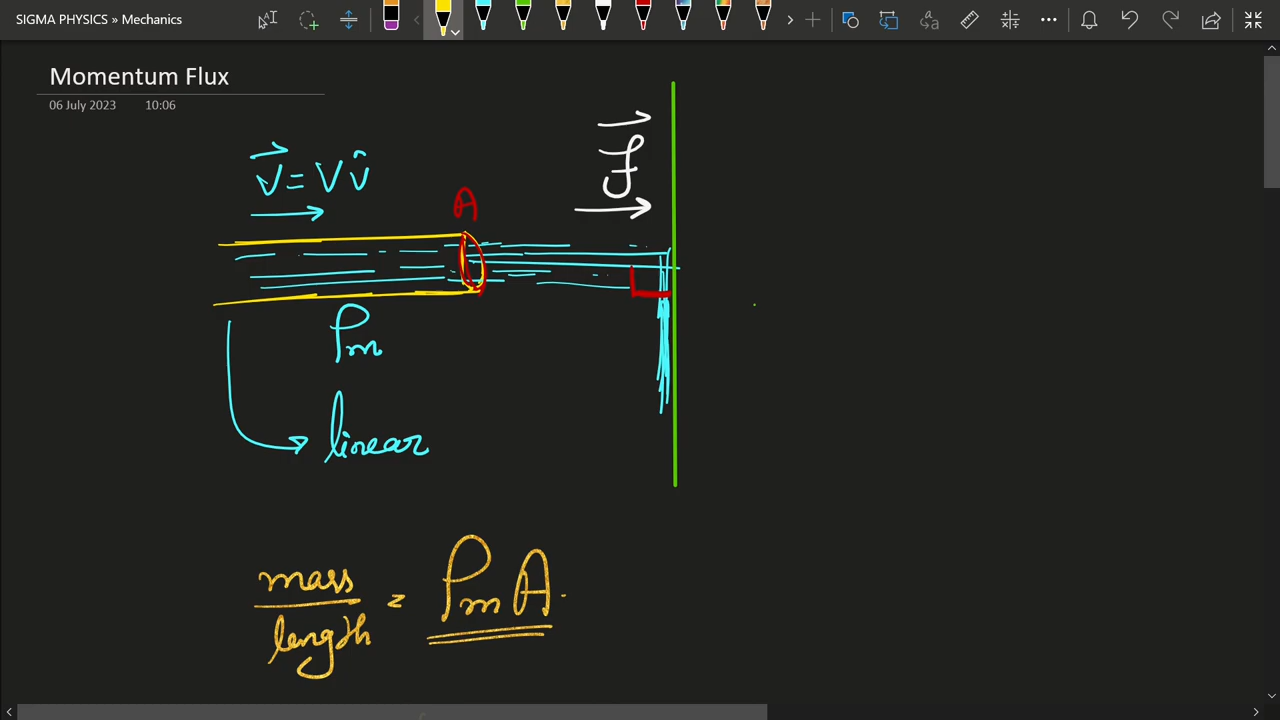 SIGMA PHYSICS » Mechanics
Momentum Flux
06 July 2023 10:06
v⃗ = V v̂
A
f⃗
ρm
linear
mass/length = ρm A